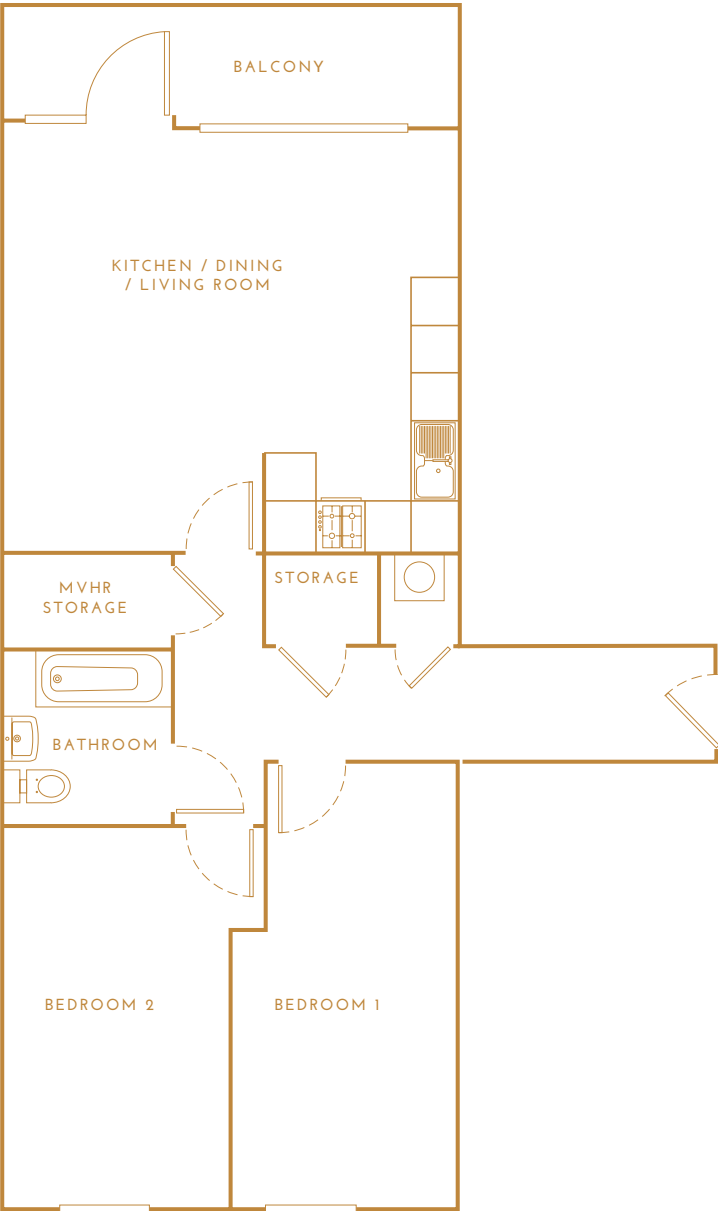 BALCONY
KITCHEN / DINING
/ LIVING ROOM
STORAGE
MVHR
STORAGE
BATHROOM
BEDROOM 2
BEDROOM 1